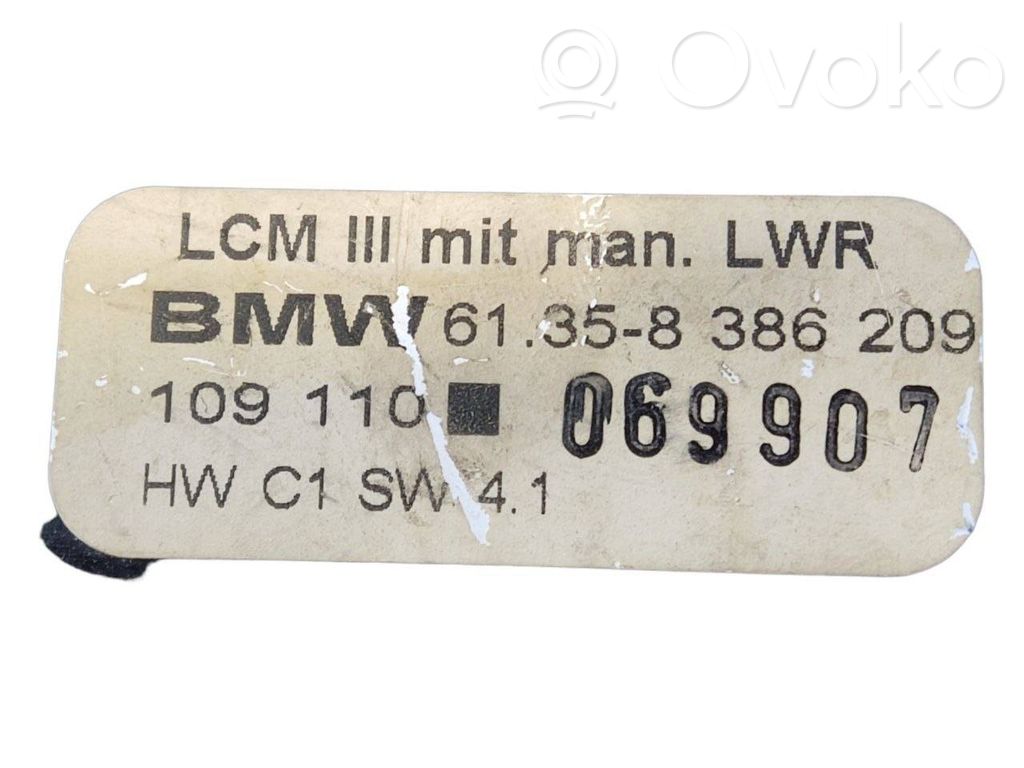 Ovoko
LCM III mit man. LWR
BMW 61.35-8 386 209
109 110 ■ 069907
HW C1 SW 4.1